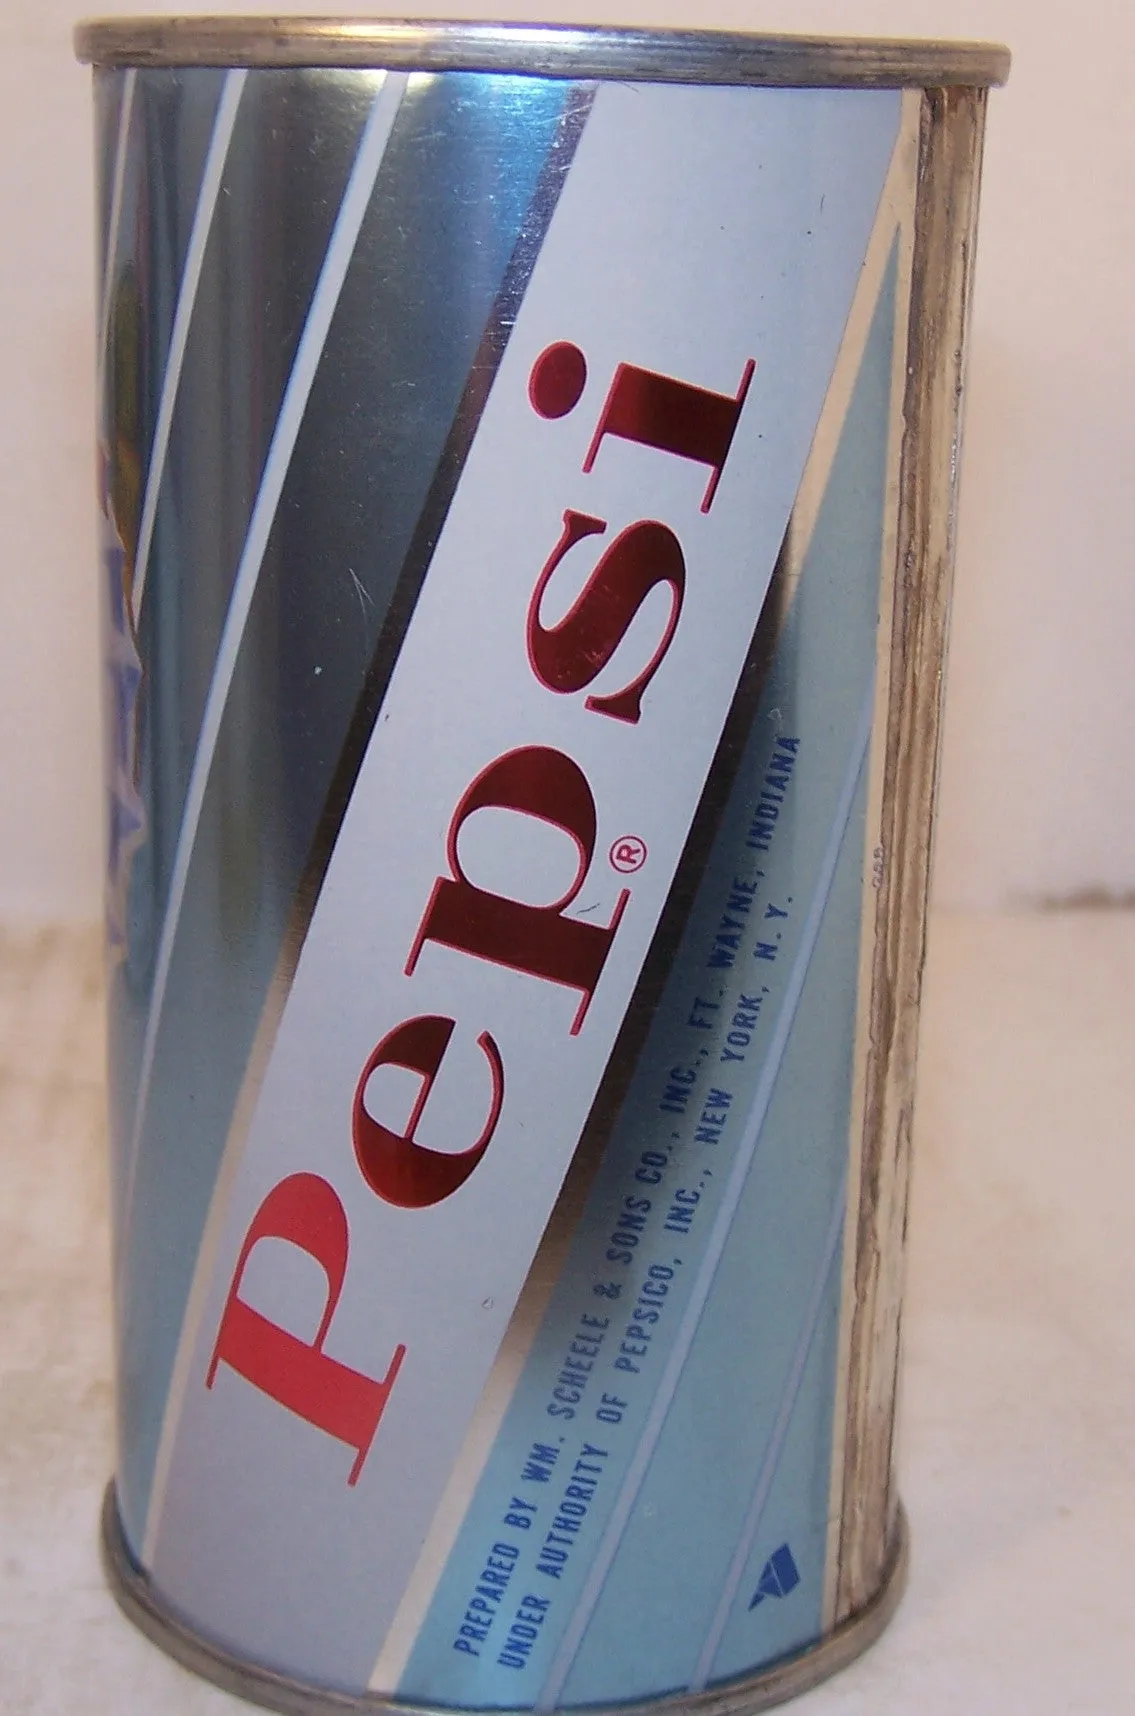 Pepsi®
PREPARED BY WM. SCHEELE & SONS CO., INC., FT. WAYNE, INDIANA
UNDER AUTHORITY OF PEPSICO, INC., NEW YORK, N.Y.